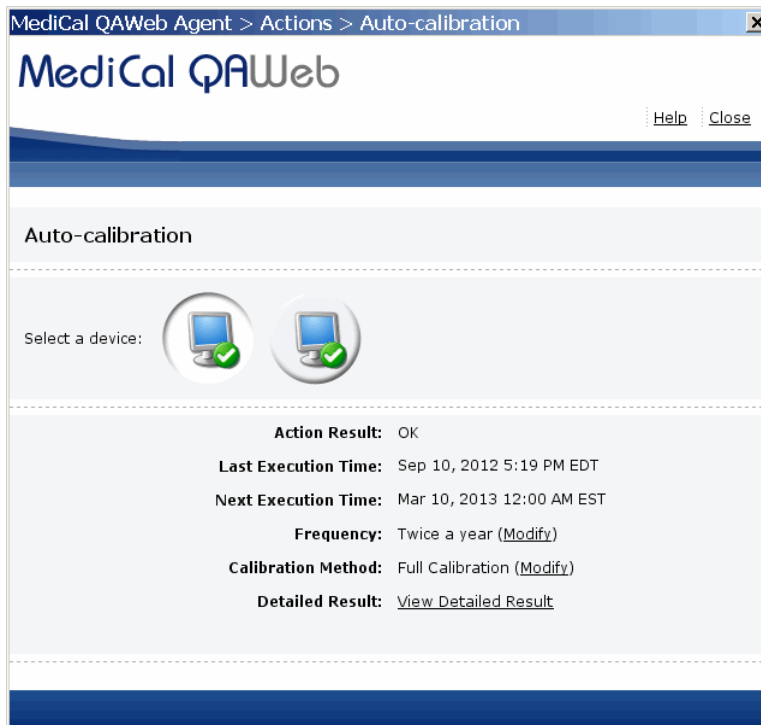 MediCal QAWeb Agent > Actions > Auto-calibration
MediCal QAWeb
Help Close
Auto-calibration
Select a device:
Action Result: OK
Last Execution Time: Sep 10, 2012 5:19 PM EDT
Next Execution Time: Mar 10, 2013 12:00 AM EST
Frequency: Twice a year (Modify)
Calibration Method: Full Calibration (Modify)
Detailed Result: View Detailed Result